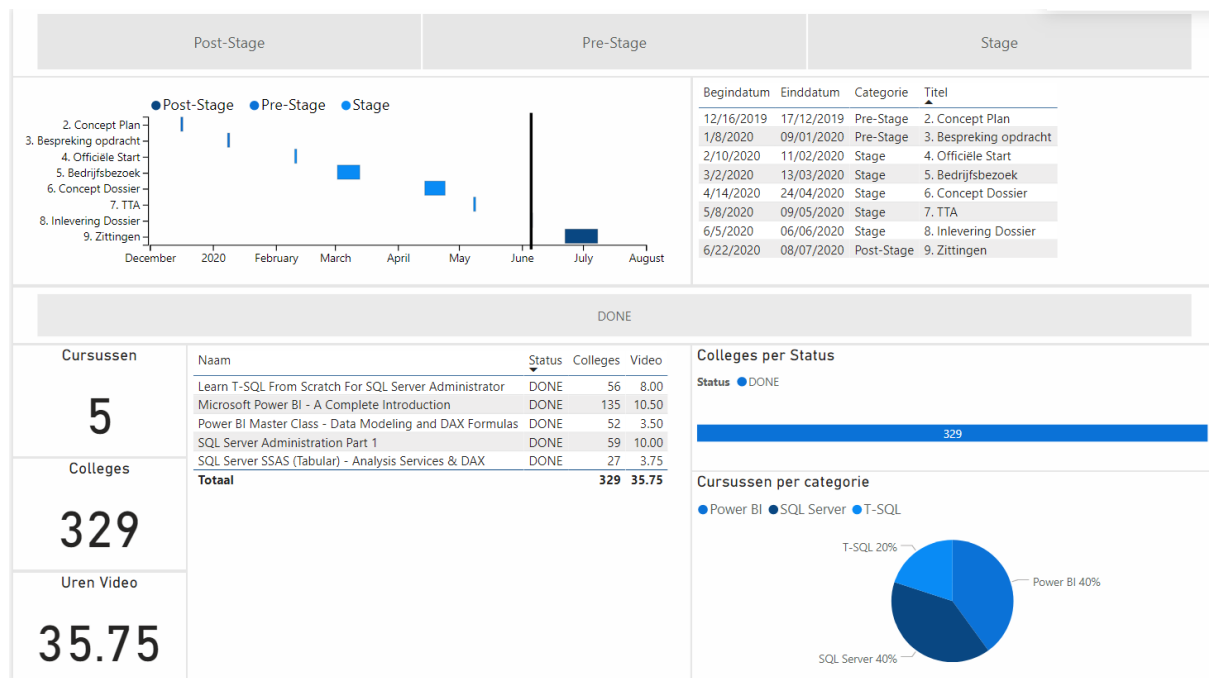 Post-Stage Pre-Stage Stage
Post-Stage Pre-Stage Stage
2. Concept Plan
3. Bespreking opdracht
4. Officiële Start
5. Bedrijfsbezoek
6. Concept Dossier
7. TTA
8. Inlevering Dossier
9. Zittingen
December 2020 February March April May June July August
Begindatum Einddatum Categorie Titel
12/16/2019 17/12/2019 Pre-Stage 2. Concept Plan
1/8/2020 09/01/2020 Pre-Stage 3. Bespreking opdracht
2/10/2020 11/02/2020 Stage 4. Officiële Start
3/2/2020 13/03/2020 Stage 5. Bedrijfsbezoek
4/14/2020 24/04/2020 Stage 6. Concept Dossier
5/8/2020 09/05/2020 Stage 7. TTA
6/5/2020 06/06/2020 Stage 8. Inlevering Dossier
6/22/2020 08/07/2020 Post-Stage 9. Zittingen
DONE
Cursussen
5
Colleges
329
Uren Video
35.75
Naam Status Colleges Video
Learn T-SQL From Scratch For SQL Server Administrator DONE 56 8.00
Microsoft Power BI - A Complete Introduction DONE 135 10.50
Power BI Master Class - Data Modeling and DAX Formulas DONE 52 3.50
SQL Server Administration Part 1 DONE 59 10.00
SQL Server SSAS (Tabular) - Analysis Services & DAX DONE 27 3.75
Totaal 329 35.75
Colleges per Status
Status DONE
329
Cursussen per categorie
Power BI SQL Server T-SQL
T-SQL 20%
Power BI 40%
SQL Server 40%